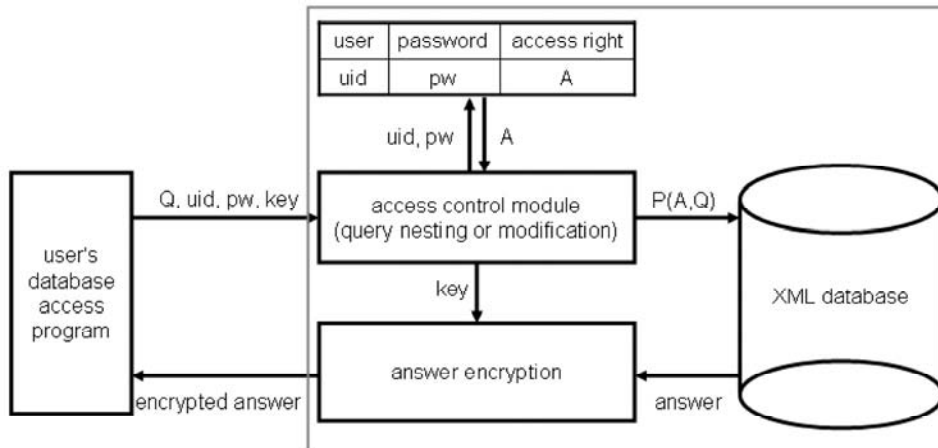 user password access right
uid pw A
uid, pw A
Q, uid, pw, key
access control module
(query nesting or modification)
P(A,Q)
user's
database
access
program
key
XML database
answer encryption
encrypted answer
answer